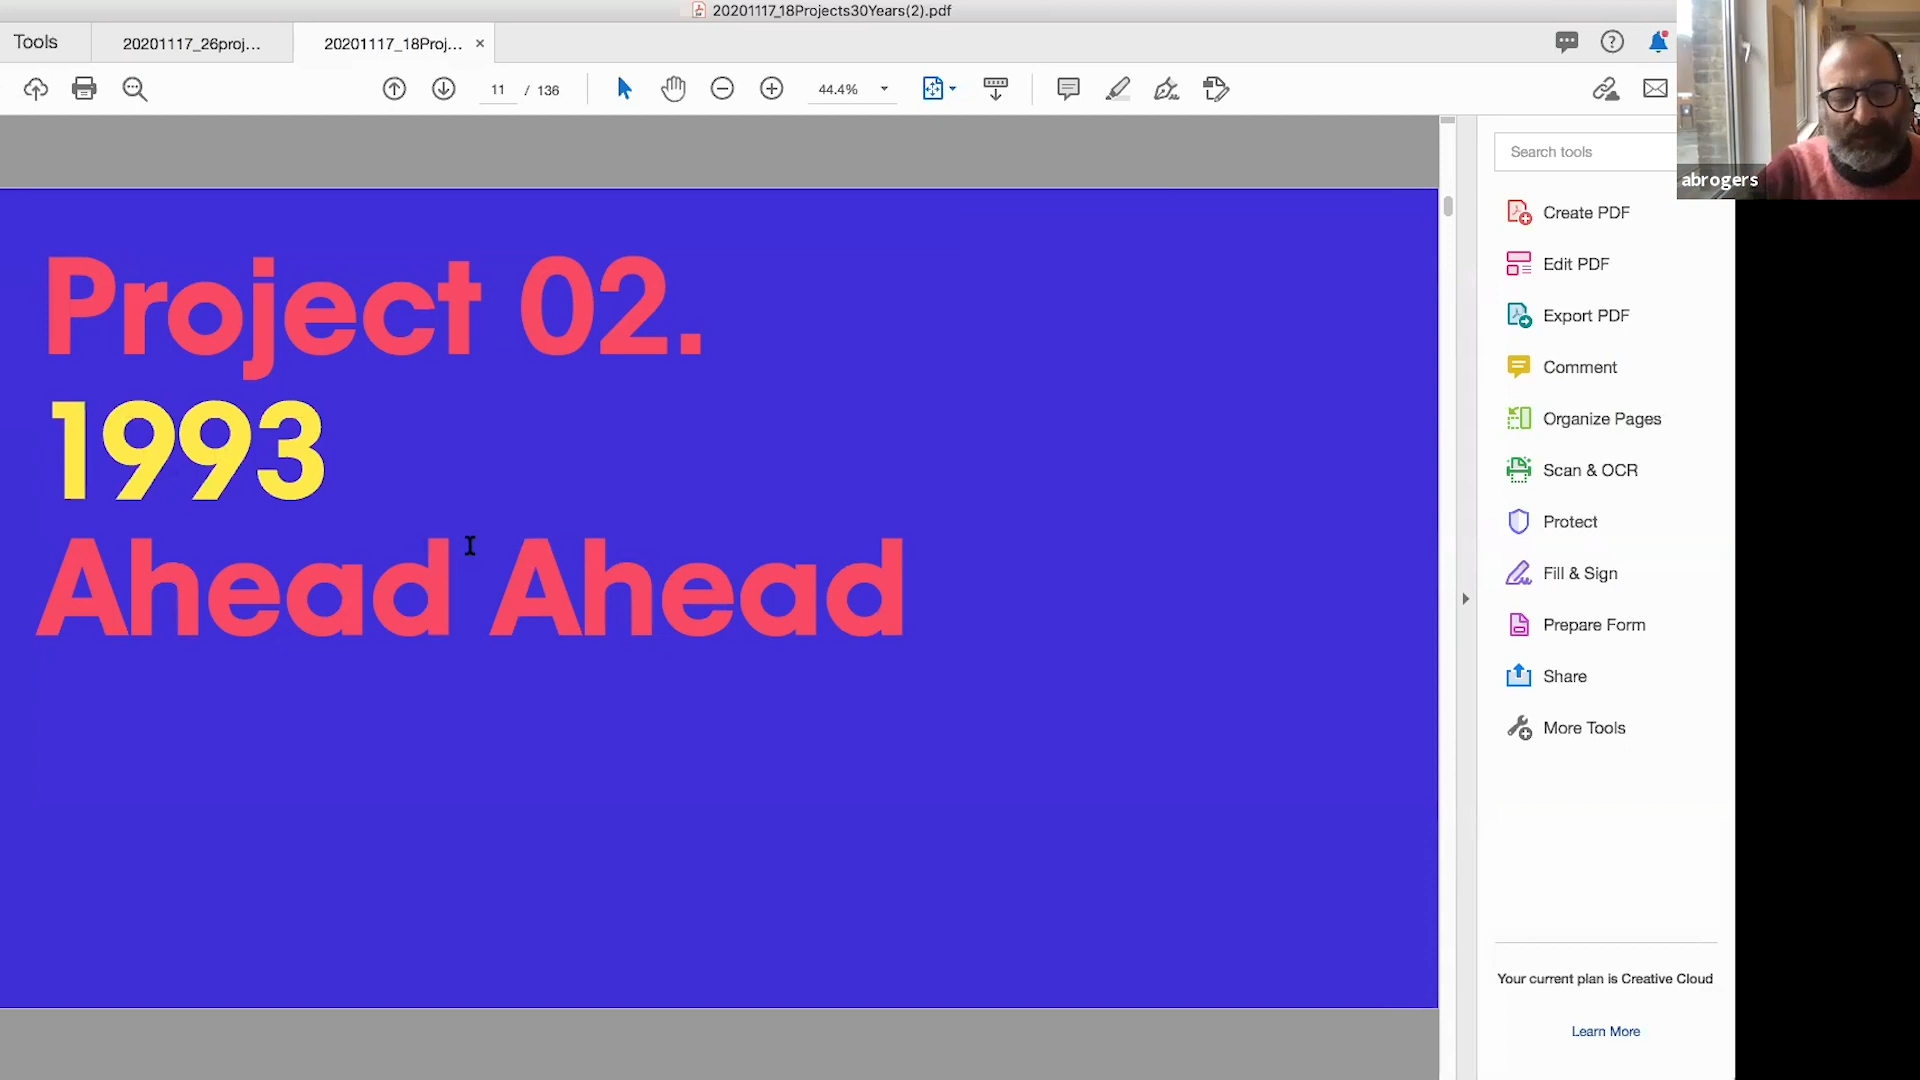 20201117_18Projects30Years(2).pdf
Tools
20201117_26proj...
20201117_18Proj...
11 / 136
44.4%
Search tools
abrogers
Create PDF
Edit PDF
Export PDF
Comment
Organize Pages
Scan & OCR
Protect
Fill & Sign
Prepare Form
Share
More Tools
Your current plan is Creative Cloud
Learn More
Project 02.
1993
Ahead Ahead